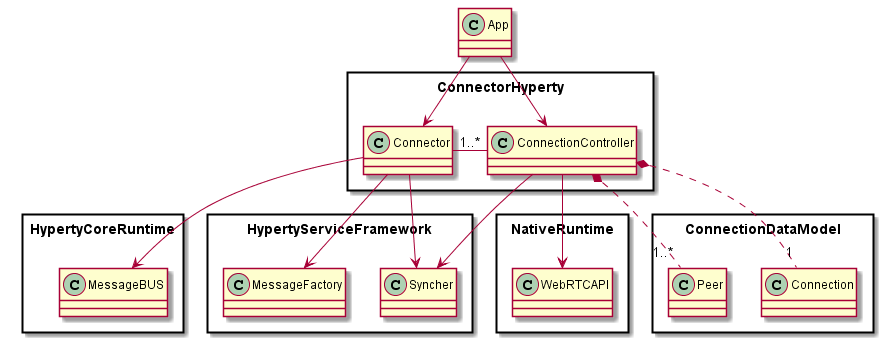 C App
ConnectorHyperty
C Connector
1..*
C ConnectionController
HypertyCoreRuntime
HypertyServiceFramework
NativeRuntime
ConnectionDataModel
1..*
1
C MessageBUS
C MessageFactory
C Syncher
C WebRTCAPI
C Peer
C Connection